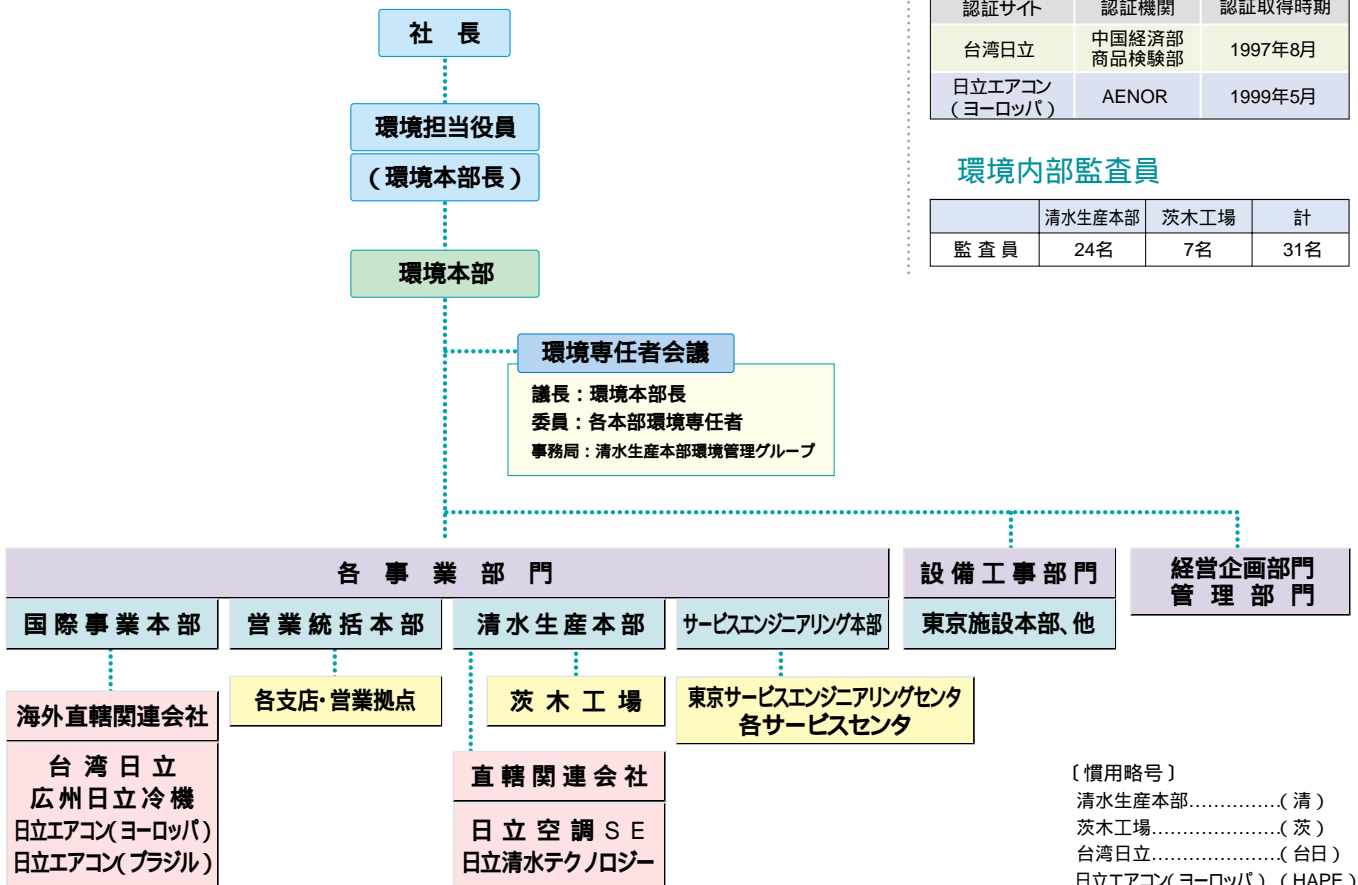 社 長
環境担当役員
(環境本部長)
環境本部
環境専任者会議
議長：環境本部長
委員：各本部環境専任者
事務局：清水生産本部環境管理グループ
認証サイト 認証機関 認証取得時期
台湾日立 中国経済部 商品検験部 1997年8月
日立エアコン (ヨーロッパ) AENOR 1999年5月
環境内部監査員
清水生産本部 茨木工場 計
監 査 員 24名 7名 31名
各 事 業 部 門
設備工事部門
経営企画部門
管 理 部 門
国際事業本部
営業統括本部
清水生産本部
サービスエンジニアリング本部
東京施設本部、他
海外直轄関連会社
台 湾 日 立
広州日立冷機
日立エアコン(ヨーロッパ)
日立エアコン(ブラジル)
各支店・営業拠点
茨 木 工 場
直轄関連会社
日 立 空 調 S E
日立清水テクノロジー
東京サービスエンジニアリングセンタ
各サービスセンタ
〔慣用略号〕
清水生産本部……………(清)
茨木工場…………………(茨)
台湾日立…………………(台日)
日立エアコン(ヨーロッパ) (HAPE)